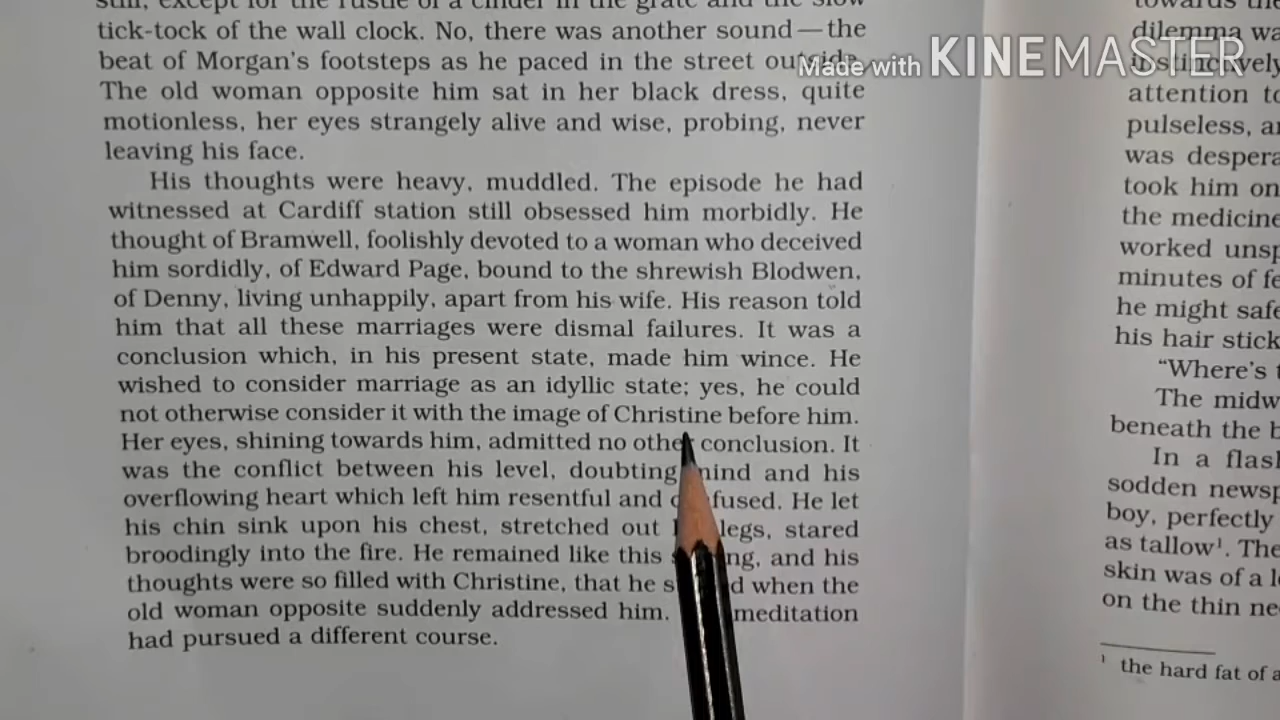 still, except for the rustle of a cinder in the grate and the slow
tick-tock of the wall clock. No, there was another sound—the
beat of Morgan's footsteps as he paced in the street outside.
The old woman opposite him sat in her black dress, quite
motionless, her eyes strangely alive and wise, probing, never
leaving his face.
His thoughts were heavy, muddled. The episode he had
witnessed at Cardiff station still obsessed him morbidly. He
thought of Bramwell, foolishly devoted to a woman who deceived
him sordidly, of Edward Page, bound to the shrewish Blodwen,
of Denny, living unhappily, apart from his wife. His reason told
him that all these marriages were dismal failures. It was a
conclusion which, in his present state, made him wince. He
wished to consider marriage as an idyllic state; yes, he could
not otherwise consider it with the image of Christine before him.
Her eyes, shining towards him, admitted no other conclusion. It
was the conflict between his level, doubting mind and his
overflowing heart which left him resentful and confused. He let
his chin sink upon his chest, stretched out legs, stared
broodingly into the fire. He remained like this and his
thoughts were so filled with Christine, that he when the
old woman opposite suddenly addressed him. meditation
had pursued a different course.
Made with KINEMASTER
towards the
dilemma wa
instinctively
attention to
pulseless, a
was despera
took him on
the medicine
worked unsp
minutes of fe
he might safe
his hair stick
“Where's t
The midw
beneath the b
In a flash
sodden newsp
boy, perfectly
as tallow¹. The
skin was of a l
on the thin ne
¹ the hard fat of a